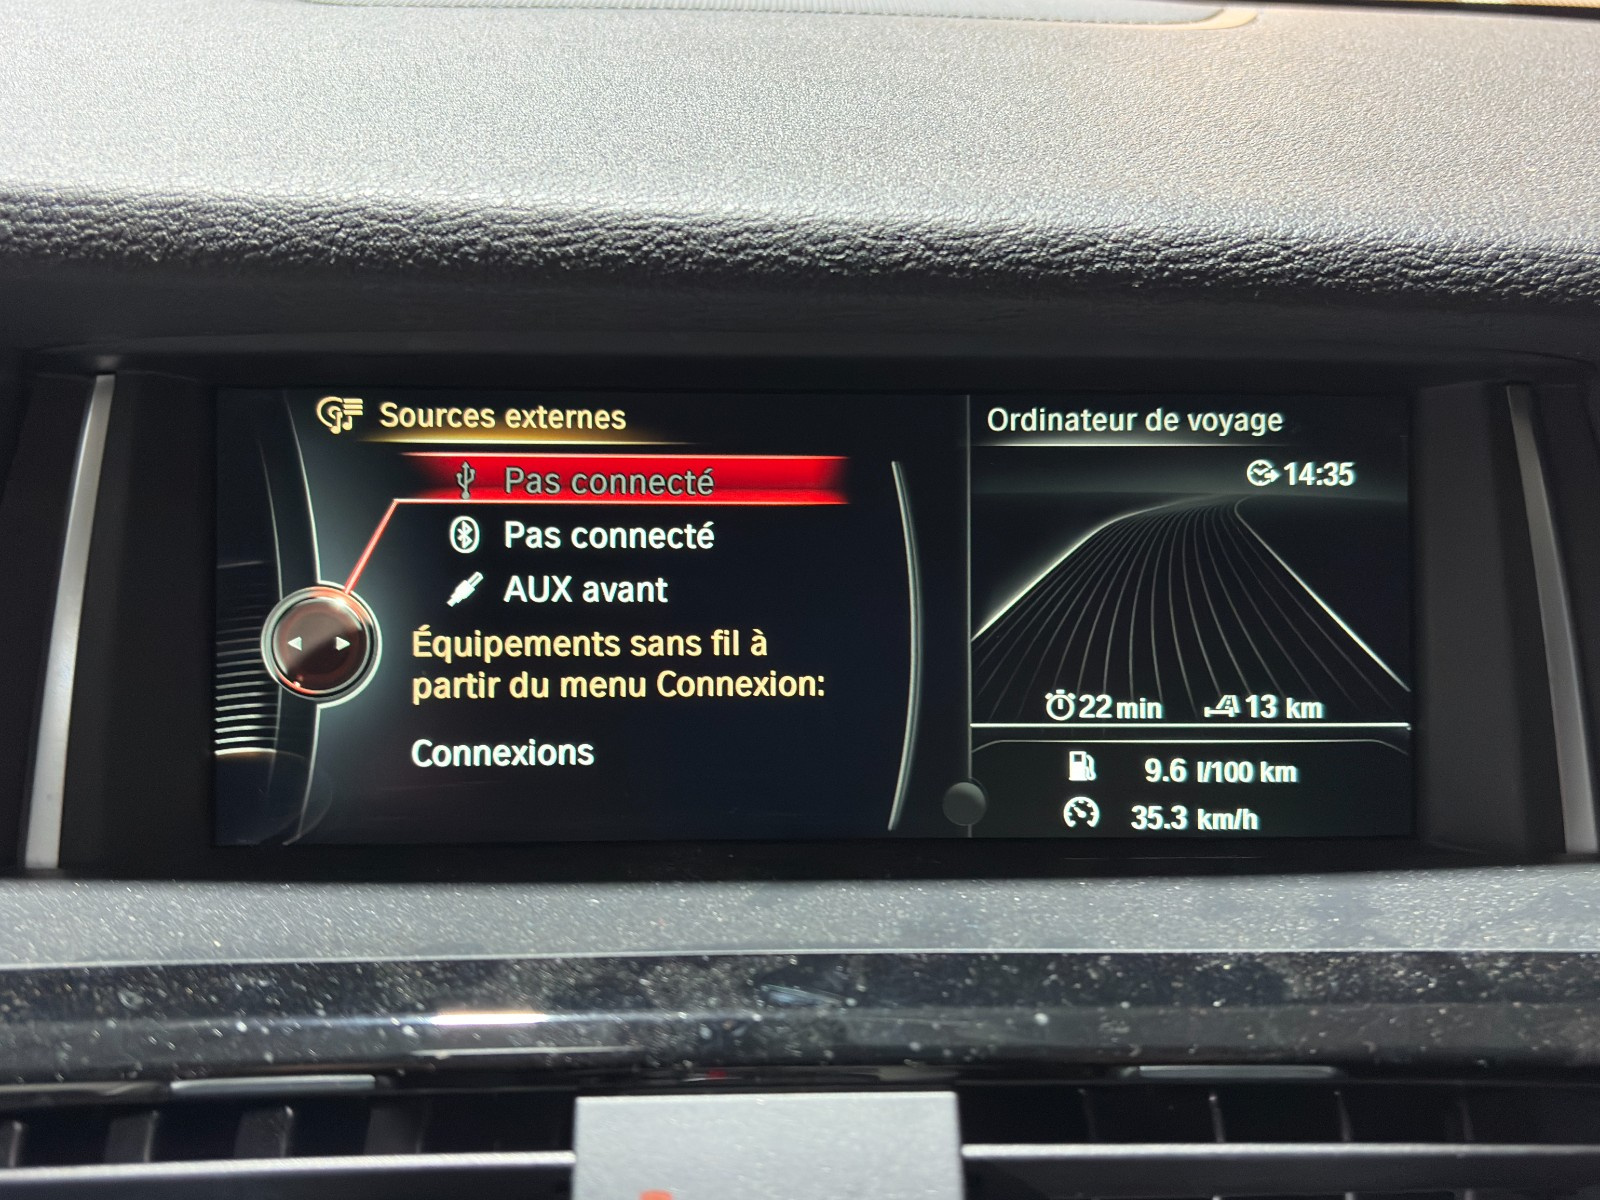 Sources externes
Pas connecté
Pas connecté
AUX avant
Équipements sans fil à
partir du menu Connexion:
Connexions
Ordinateur de voyage
14:35
22 min 13 km
9.6 l/100 km
35.3 km/h